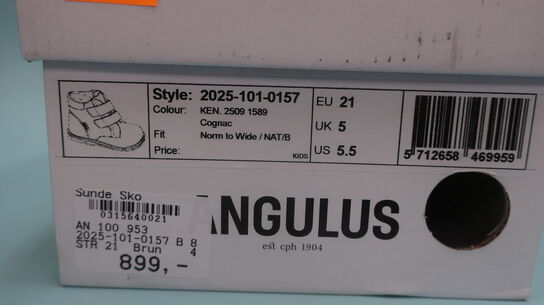 Style: 2025-101-0157
Colour: KEN. 2509 1589
Cognac
Fit Norm to Wide / NAT/B
Price:
KIDS
EU 21
UK 5
US 5.5
5 712658 469959
Sunde Sko
0315640021
AN 100 953
2025-101-0157 B 8
STR 21 Brun 4
899,-
ANGULUS
est cph 1904